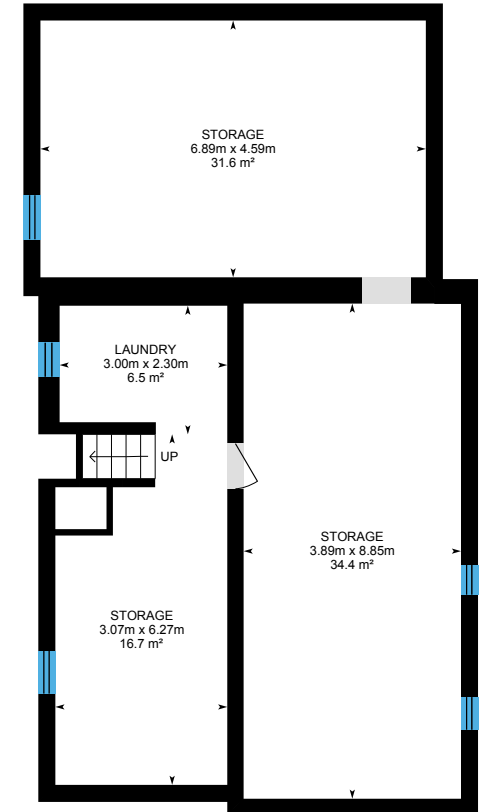 STORAGE
6.89m x 4.59m
31.6 m²
LAUNDRY
3.00m x 2.30m
6.5 m²
UP
STORAGE
3.89m x 8.85m
34.4 m²
STORAGE
3.07m x 6.27m
16.7 m²